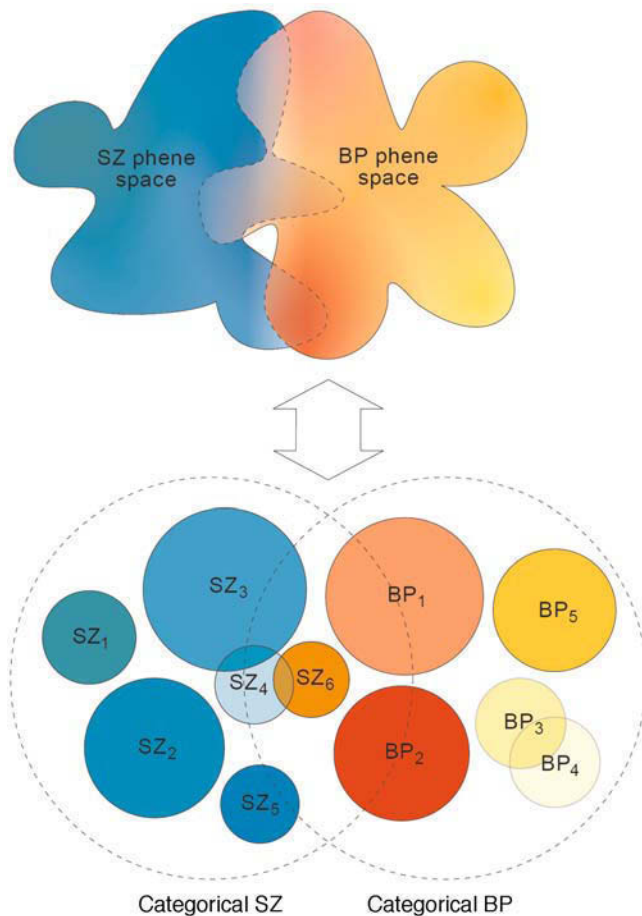 SZ phene
space
BP phene
space
SZ₃
BP₁
BP₅
SZ₁
SZ₄
SZ₆
BP₃
SZ₂
BP₂
BP₄
SZ₅
Categorical SZ
Categorical BP